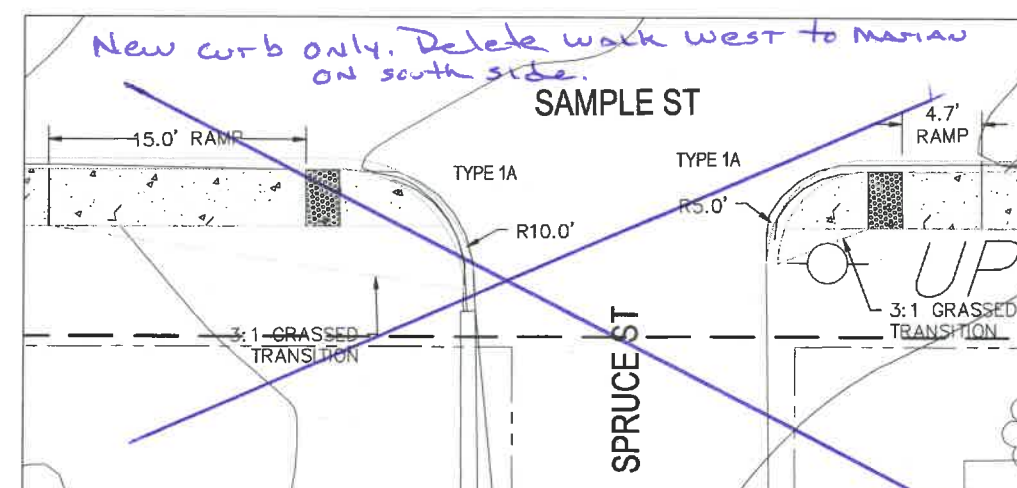 New curb only. Delete walk west to Marian
on south side.
SAMPLE ST
15.0' RAMP
4.7'
RAMP
TYPE 1A
TYPE 1A
R10.0'
R5.0'
UP
3:1 GRASSED
TRANSITION
3:1 GRASSED
TRANSITION
SPRUCE ST